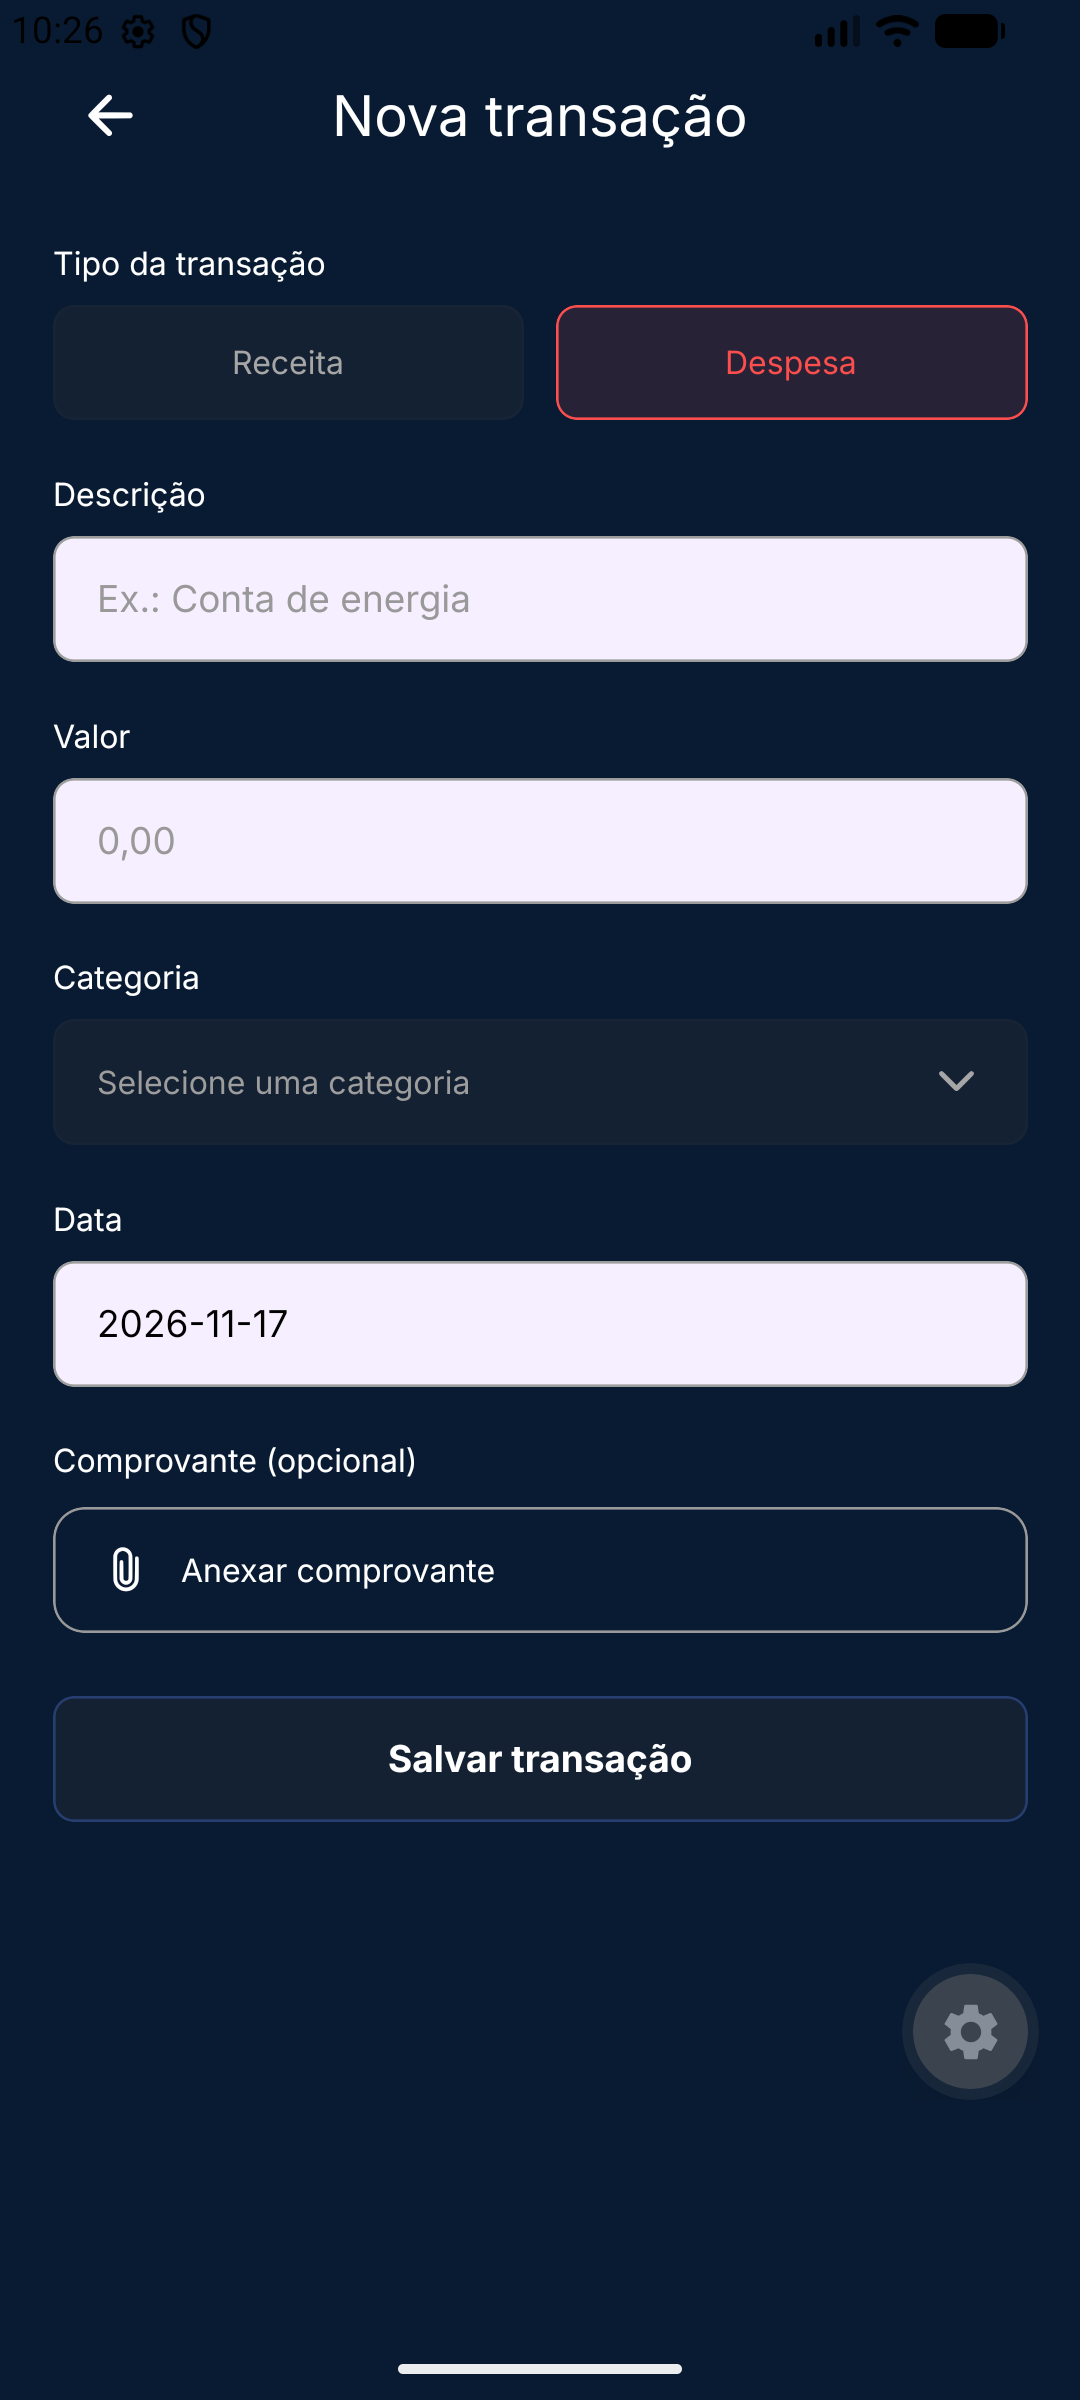 10:26
Nova transação
Tipo da transação
Receita
Despesa
Descrição
Ex.: Conta de energia
Valor
0,00
Categoria
Selecione uma categoria
Data
2026-11-17
Comprovante (opcional)
Anexar comprovante
Salvar transação